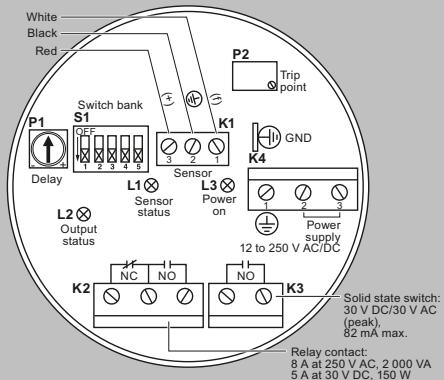 White
Black
Red
(+)
(-)
P2
Trip
point
P1
Switch bank
S1
OFF
1 2 3 4 5
Delay
K1
3 2 1
Sensor
GND
K4
L1
Sensor
status
L3
Power
on
L2
Output
status
1 2 3
Power
supply
12 to 250 V AC/DC
NC
NO
NO
K2
K3
Solid state switch:
30 V DC/30 V AC
(peak),
82 mA max.
Relay contact:
8 A at 250 V AC, 2 000 VA
5 A at 30 V DC, 150 W